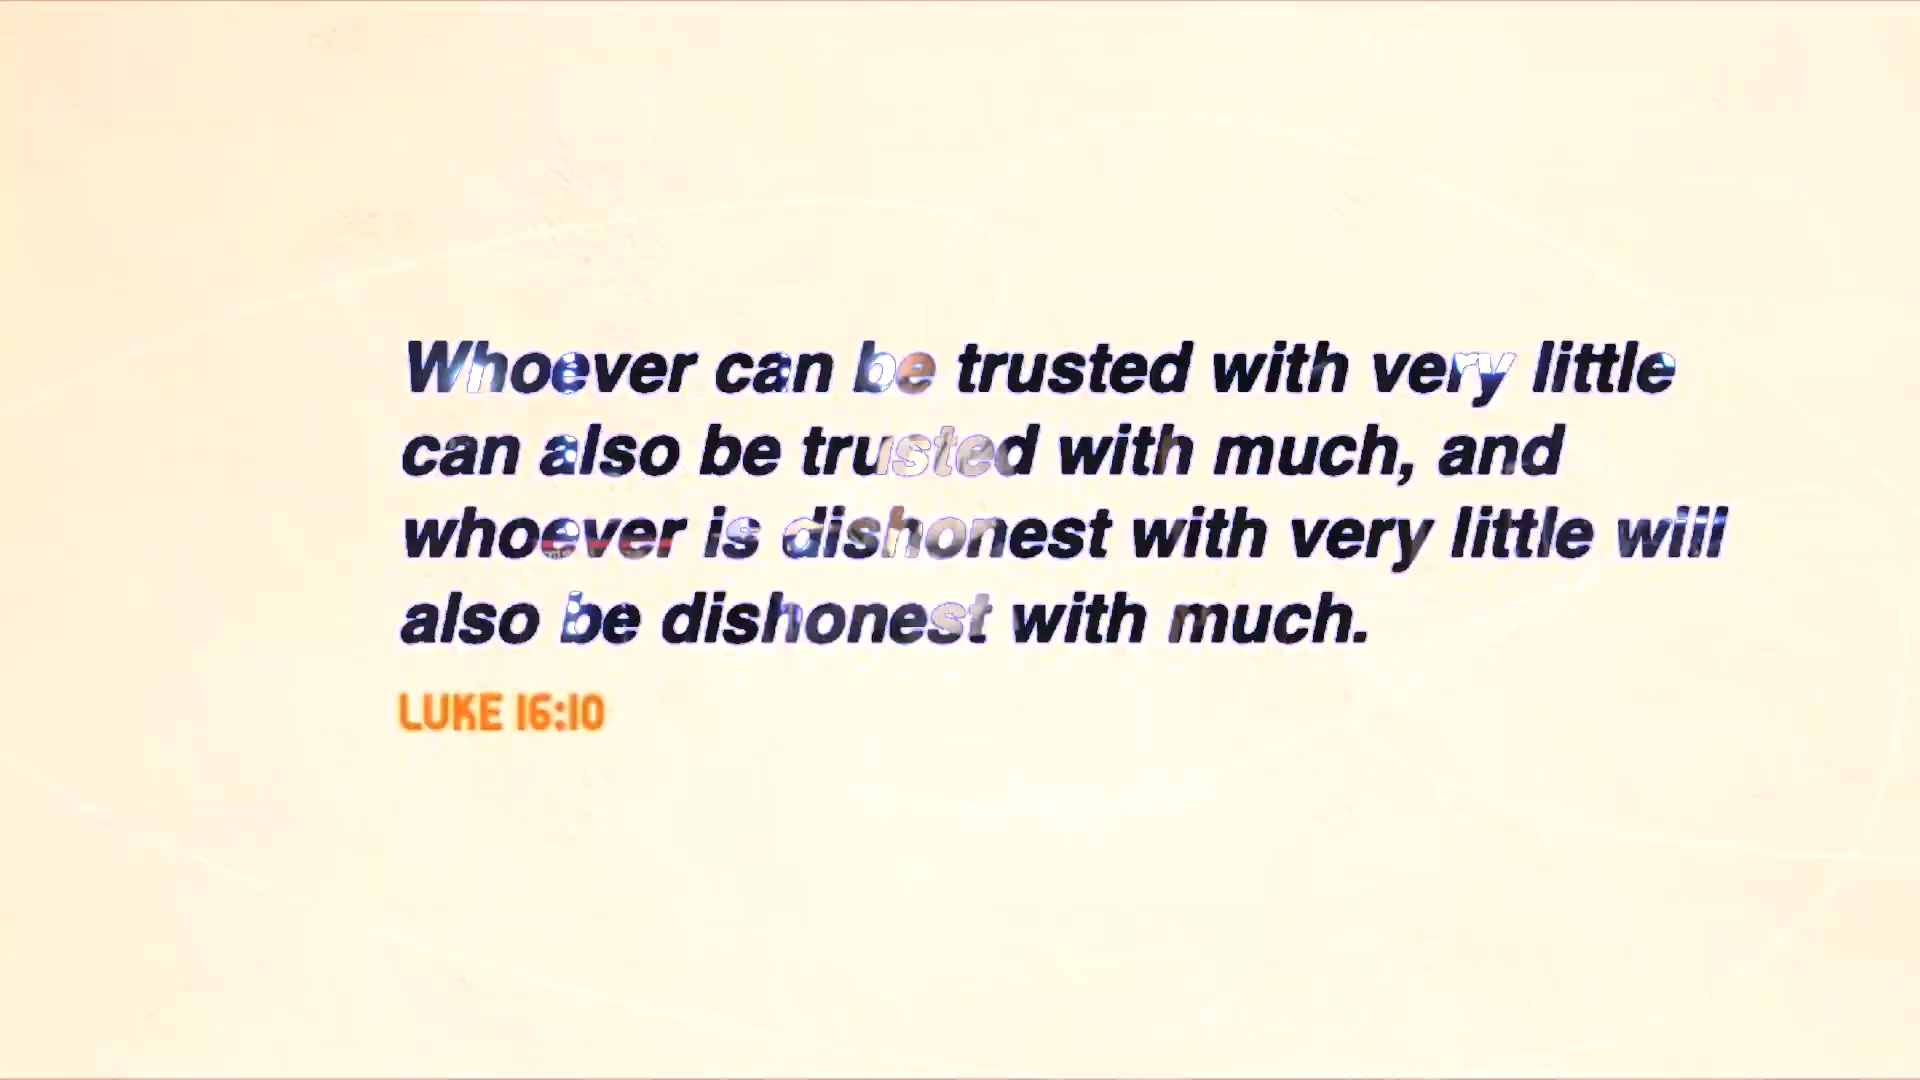 Whoever can be trusted with very little
can also be trusted with much, and
whoever is dishonest with very little will
also be dishonest with much.
LUKE 16:10